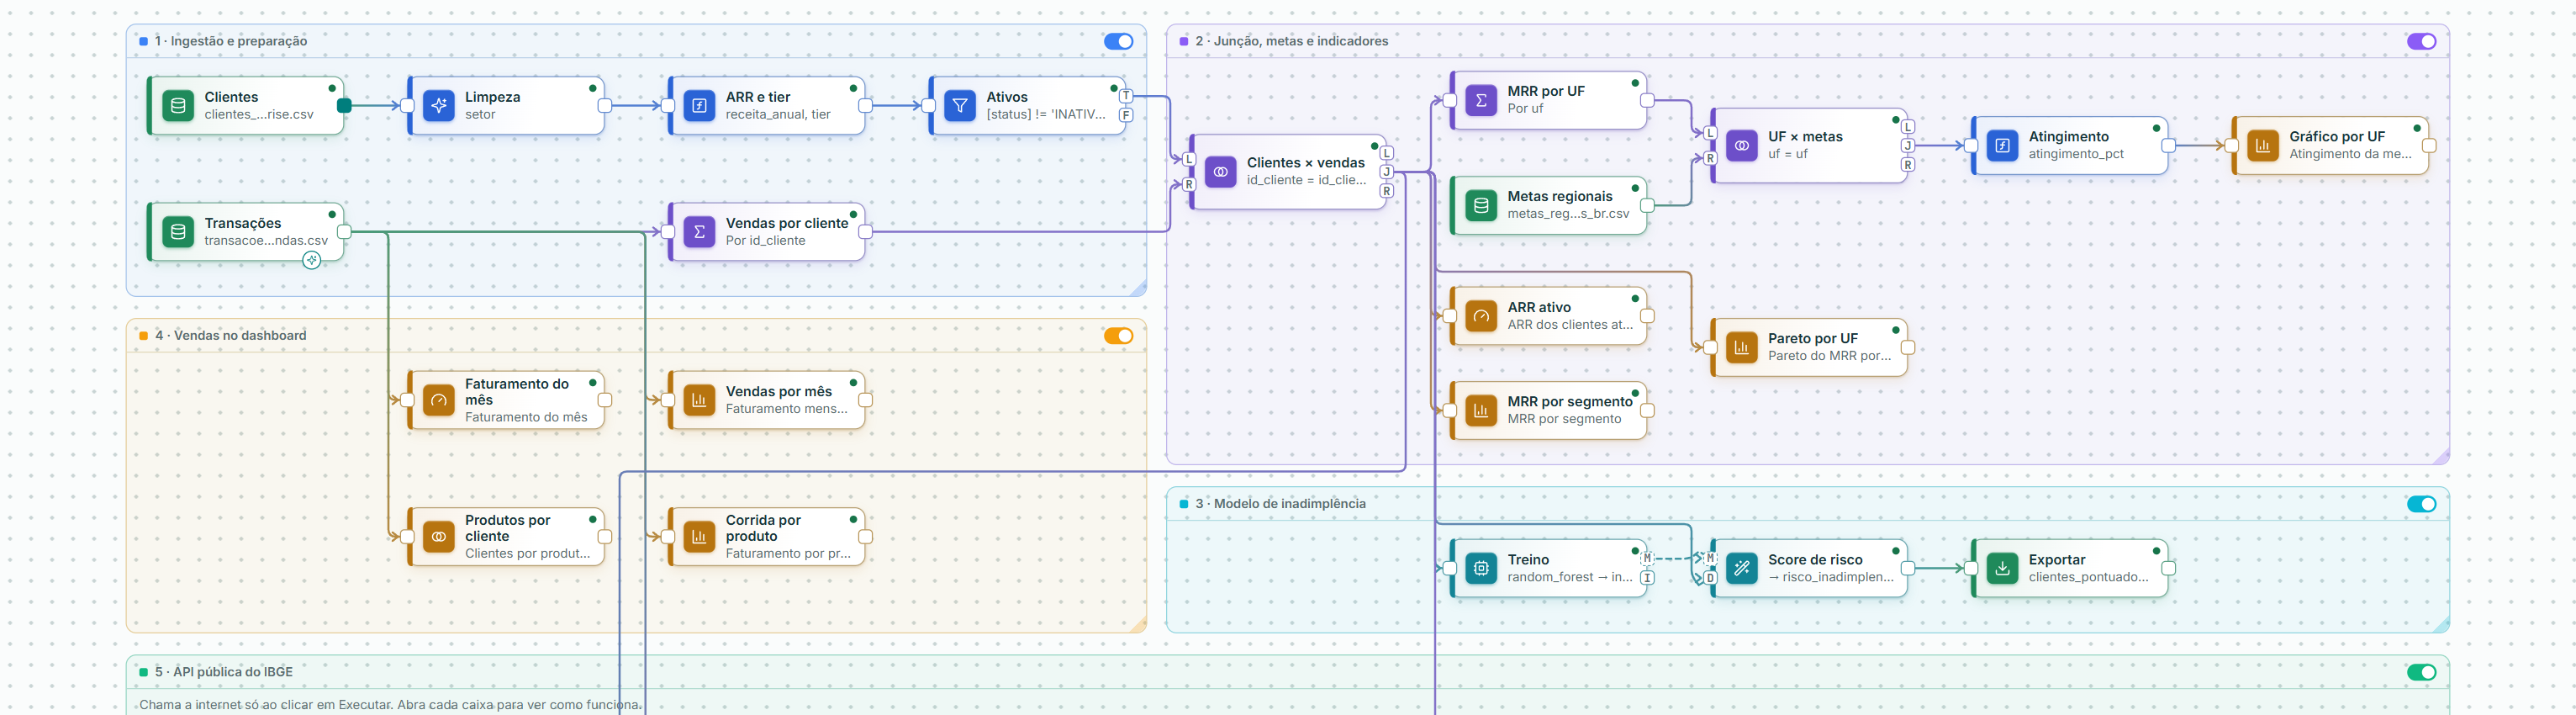 1 · Ingestão e preparação
Clientes
clientes_...rise.csv
Limpeza
setor
ARR e tier
receita_anual, tier
Ativos
[status] != 'INATIV...
T
F
Transações
transacoe...ndas.csv
Vendas por cliente
Por id_cliente
2 · Junção, metas e indicadores
L
R
Clientes × vendas
id_cliente = id_clie...
L
J
R
MRR por UF
Por uf
Metas regionais
metas_reg...s_br.csv
L
R
UF × metas
uf = uf
L
J
R
Atingimento
atingimento_pct
Gráfico por UF
Atingimento da me...
ARR ativo
ARR dos clientes at...
Pareto por UF
Pareto do MRR por...
MRR por segmento
MRR por segmento
4 · Vendas no dashboard
Faturamento do
mês
Faturamento do mês
Vendas por mês
Faturamento mens...
Produtos por
cliente
Clientes por produt...
Corrida por
produto
Faturamento por pr...
3 · Modelo de inadimplência
Treino
random_forest → in...
M
I
M
D
Score de risco
→ risco_inadimplen...
Exportar
clientes_pontuado...
5 · API pública do IBGE
Chama a internet só ao clicar em Executar. Abra cada caixa para ver como funciona.